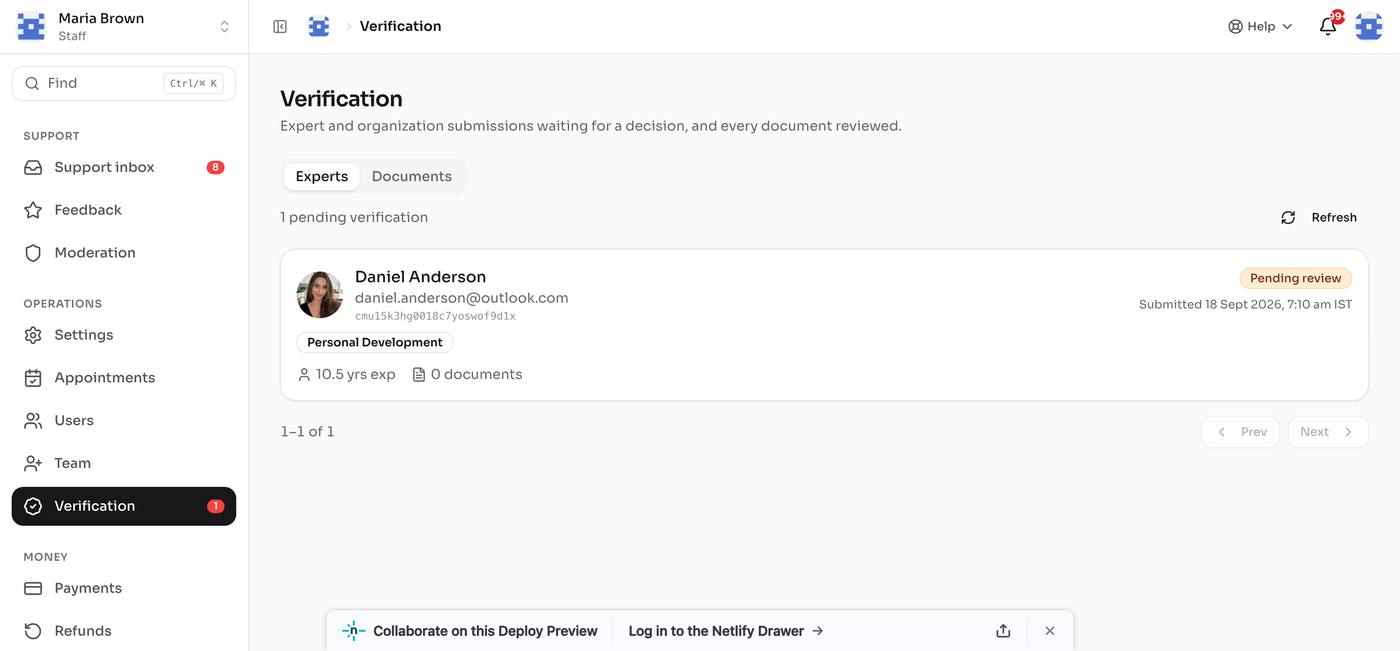 Maria Brown
Staff
Verification
Help
99+
Find
Ctrl/⌘ K
SUPPORT
Support inbox 8
Feedback
Moderation
OPERATIONS
Settings
Appointments
Users
Team
Verification 1
MONEY
Payments
Refunds
Verification
Expert and organization submissions waiting for a decision, and every document reviewed.
Experts Documents
1 pending verification
Refresh
Daniel Anderson
daniel.anderson@outlook.com
cmu15k3hg0018c7yoswof9d1x
Pending review
Submitted 18 Sept 2026, 7:10 am IST
Personal Development
10.5 yrs exp 0 documents
1–1 of 1
Prev Next
n Collaborate on this Deploy Preview Log in to the Netlify Drawer →